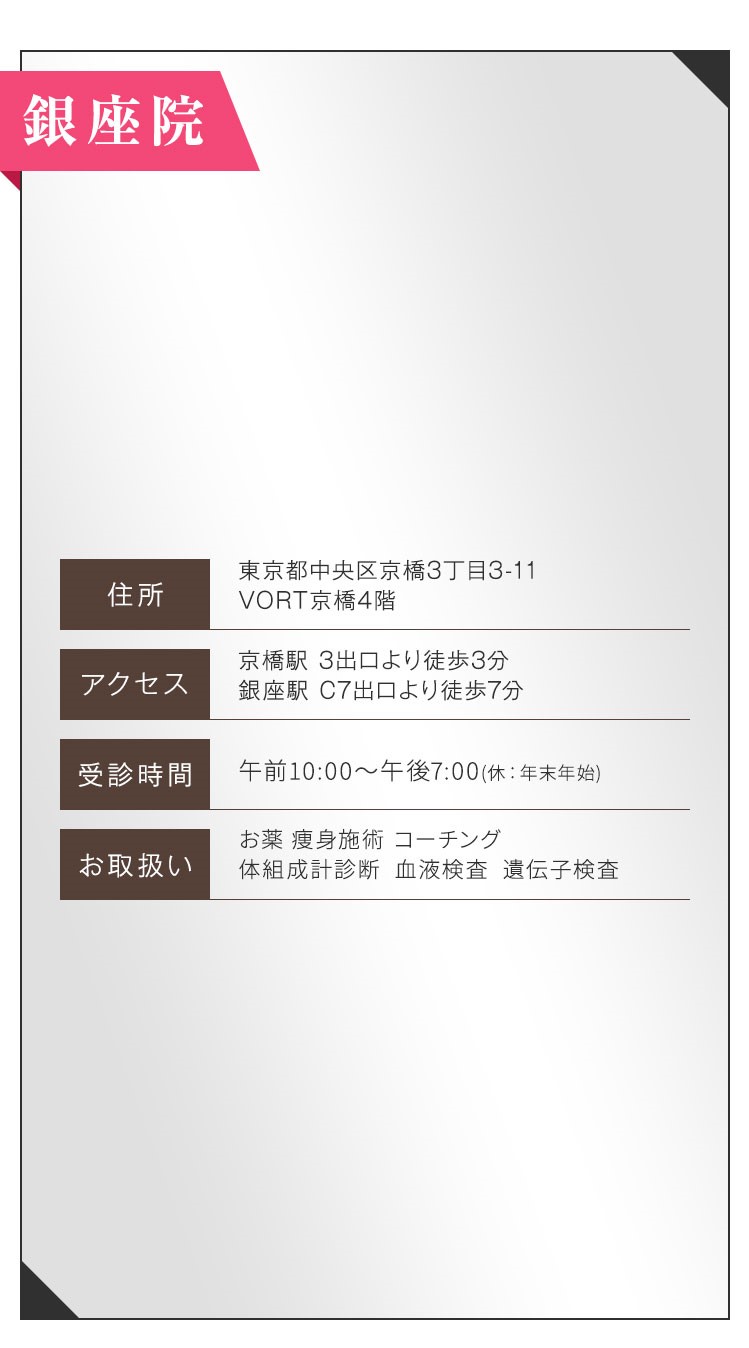 銀座院
住所
東京都中央区京橋3丁目3-11
VORT京橋4階
アクセス
京橋駅 3出口より徒歩3分
銀座駅 C7出口より徒歩7分
受診時間
午前10:00～午後7:00(休：年末年始)
お取扱い
お薬 痩身施術 コーチング
体組成計診断 血液検査 遺伝子検査